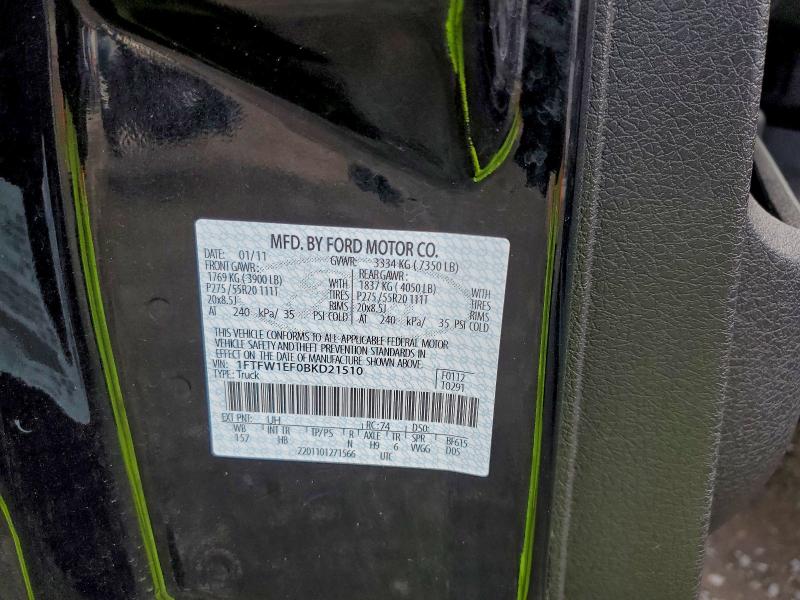 MFD. BY FORD MOTOR CO.
DATE: 01/11 GVWR: 3334 KG ( 7350 LB)
FRONT GAWR: REAR GAWR:
1769 KG ( 3900 LB) WITH 1837 KG ( 4050 LB) WITH
P275 /55R20 111T TIRES P275 /55R20 111T TIRES
20x8.5J RIMS 20x8.5J RIMS
AT 240 kPa/ 35 PSI COLD AT 240 kPa/ 35 PSI COLD
THIS VEHICLE CONFORMS TO ALL APPLICABLE FEDERAL MOTOR
VEHICLE SAFETY AND THEFT PREVENTION STANDARDS IN
EFFECT ON THE DATE OF MANUFACTURE SHOWN ABOVE.
VIN: 1FTFW1EF0BKD21510 F0112
TYPE: Truck T0291
EXT PNT: UH RC: 74 DSO:
WB INT TR TP/PS R AXLE TR SPR BF615
157 HB N H9 6 VVGG D05
2201101271566 UTC